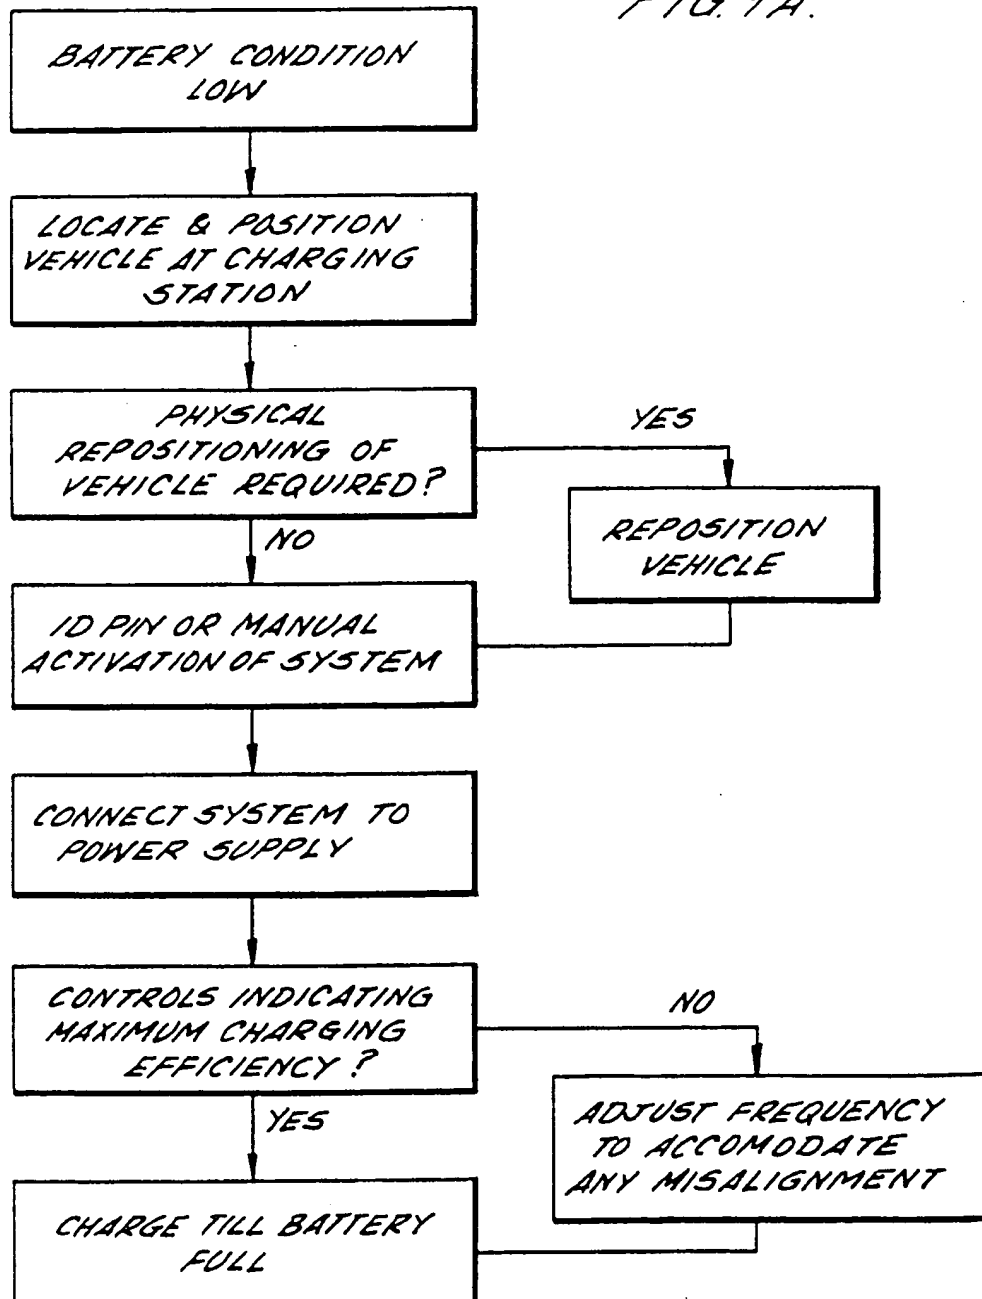 FIG. 1A.
BATTERY CONDITION
LOW
LOCATE & POSITION
VEHICLE AT CHARGING
STATION
PHYSICAL
REPOSITIONING OF
VEHICLE REQUIRED?
YES
REPOSITION
VEHICLE
NO
ID PIN OR MANUAL
ACTIVATION OF SYSTEM
CONNECT SYSTEM TO
POWER SUPPLY
CONTROLS INDICATING
MAXIMUM CHARGING
EFFICIENCY?
NO
ADJUST FREQUENCY
TO ACCOMODATE
ANY MISALIGNMENT
YES
CHARGE TILL BATTERY
FULL